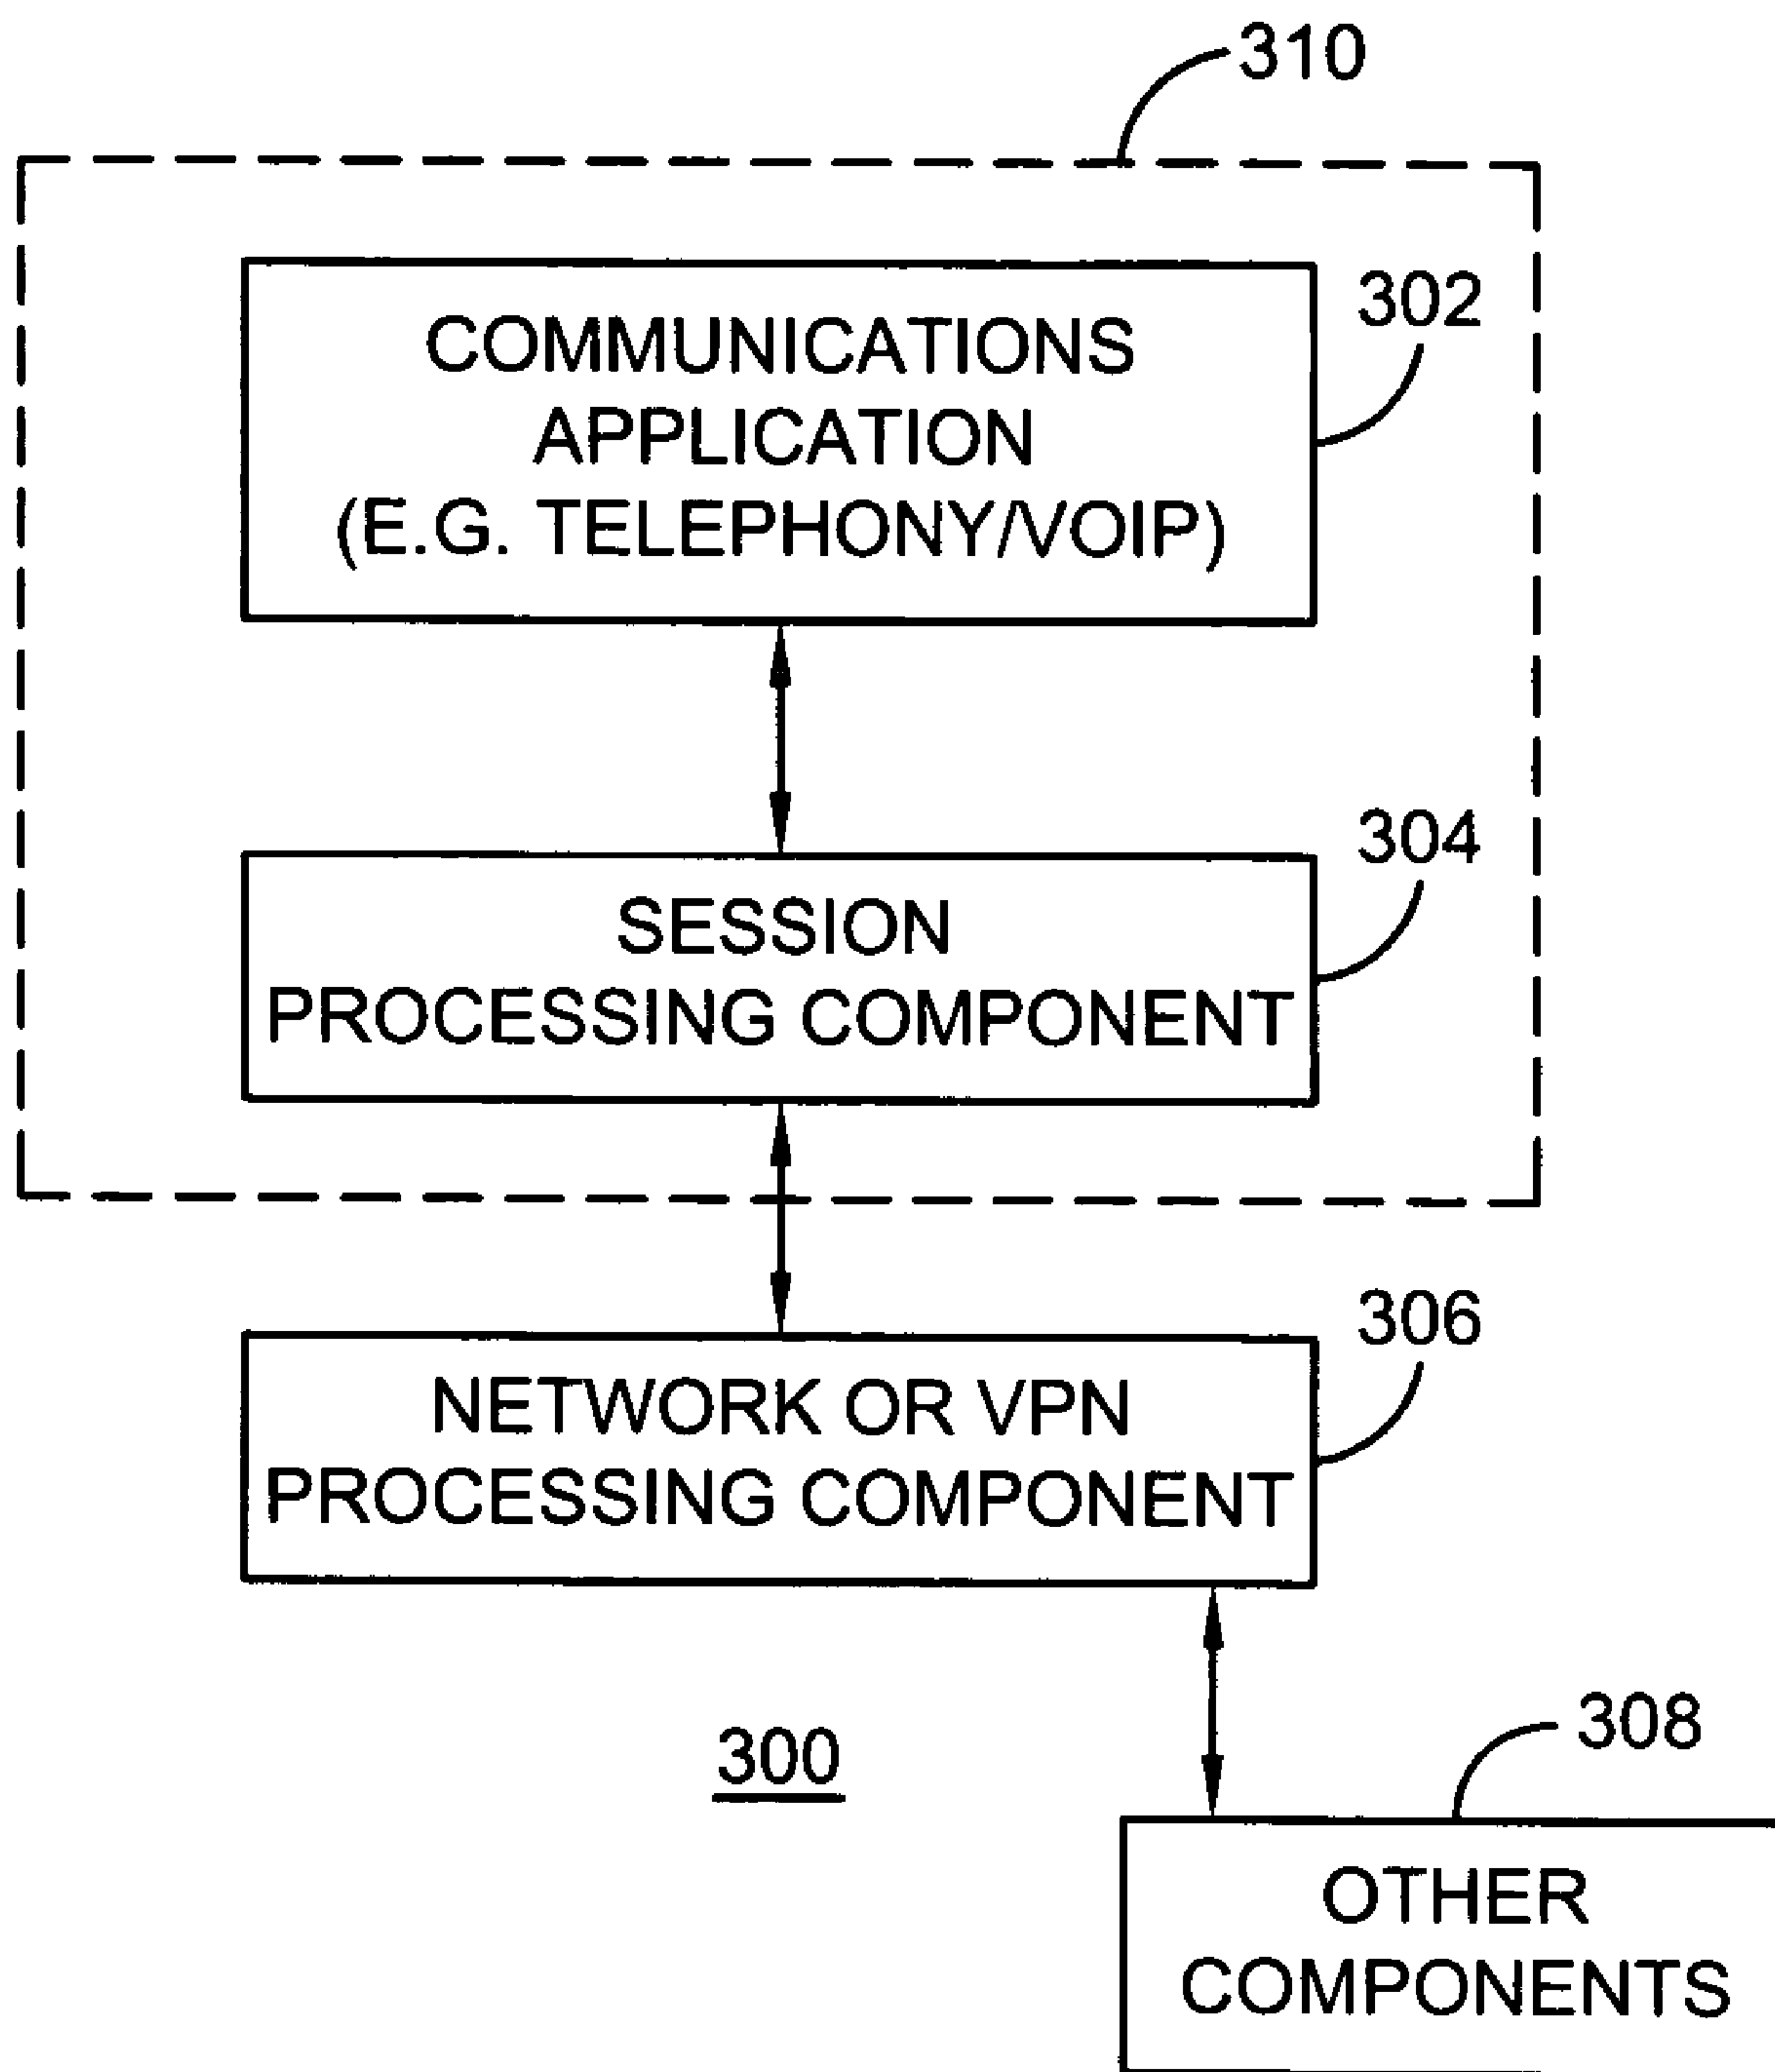 310
COMMUNICATIONS
APPLICATION
(E.G. TELEPHONY/VOIP)
302
SESSION
PROCESSING COMPONENT
304
NETWORK OR VPN
PROCESSING COMPONENT
306
300
308
OTHER
COMPONENTS